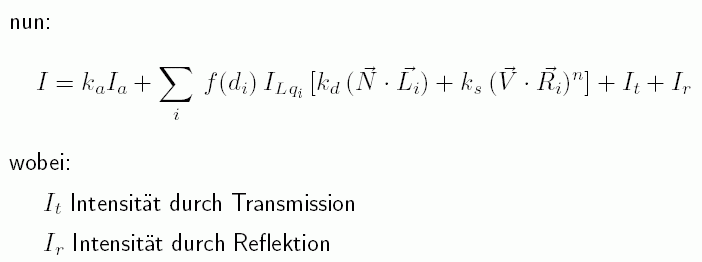 nun:
I = k_a I_a + ∑_i f(d_i) I_{Lq_i} [k_d (N⃗ · L⃗_i) + k_s (V⃗ · R⃗_i)^n] + I_t + I_r
wobei:
I_t Intensität durch Transmission
I_r Intensität durch Reflektion